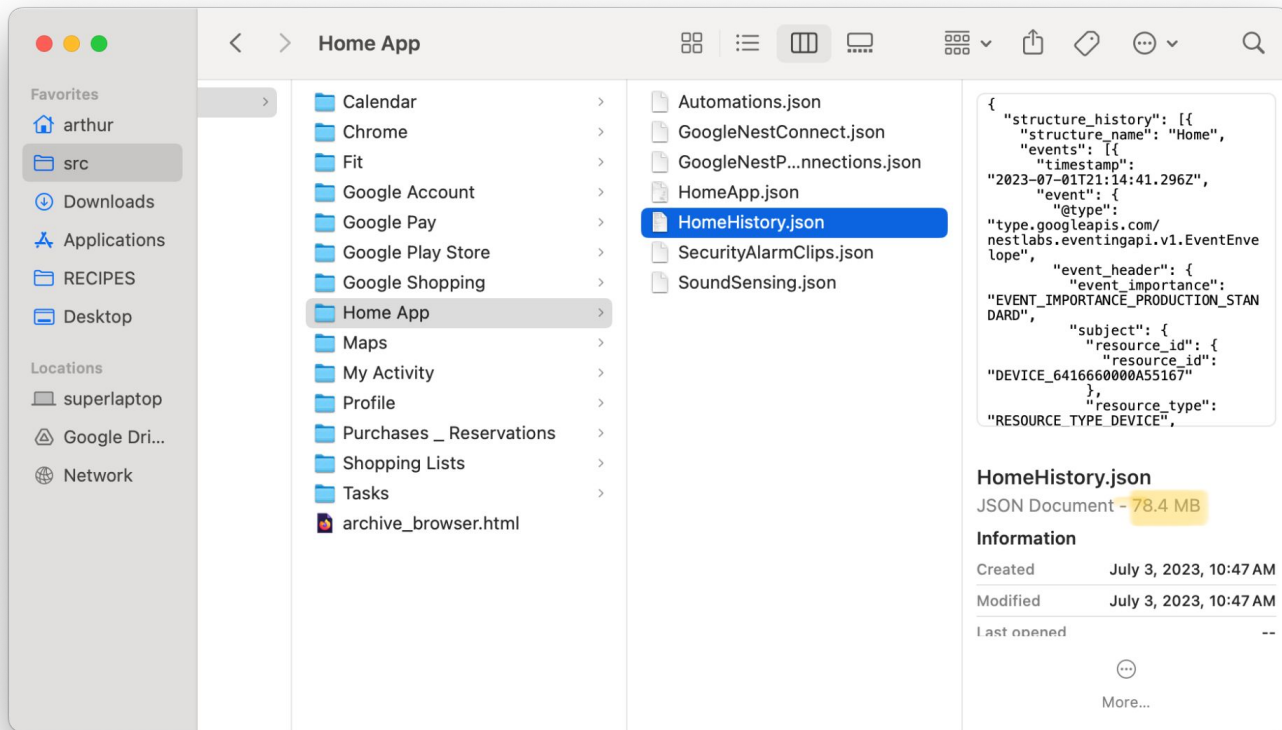 Home App
Favorites
arthur
src
Downloads
Applications
RECIPES
Desktop
Locations
superlaptop
Google Dri...
Network
Calendar
Chrome
Fit
Google Account
Google Pay
Google Play Store
Google Shopping
Home App
Maps
My Activity
Profile
Purchases _ Reservations
Shopping Lists
Tasks
archive_browser.html
Automations.json
GoogleNestConnect.json
GoogleNestP...nnections.json
HomeApp.json
HomeHistory.json
SecurityAlarmClips.json
SoundSensing.json
{
"structure_history": [{
"structure_name": "Home",
"events": [{
"timestamp":
"2023-07-01T21:14:41.296Z",
"event": {
"@type":
"type.googleapis.com/
nestlabs.eventingapi.v1.EventEnve
lope",
"event_header": {
"event_importance":
"EVENT_IMPORTANCE_PRODUCTION_STAN
DARD",
"subject": {
"resource_id": {
"resource_id":
"DEVICE_6416660000A55167"
},
"resource_type":
"RESOURCE_TYPE_DEVICE",
HomeHistory.json
JSON Document - 78.4 MB
Information
Created July 3, 2023, 10:47 AM
Modified July 3, 2023, 10:47 AM
Last opened --
More...